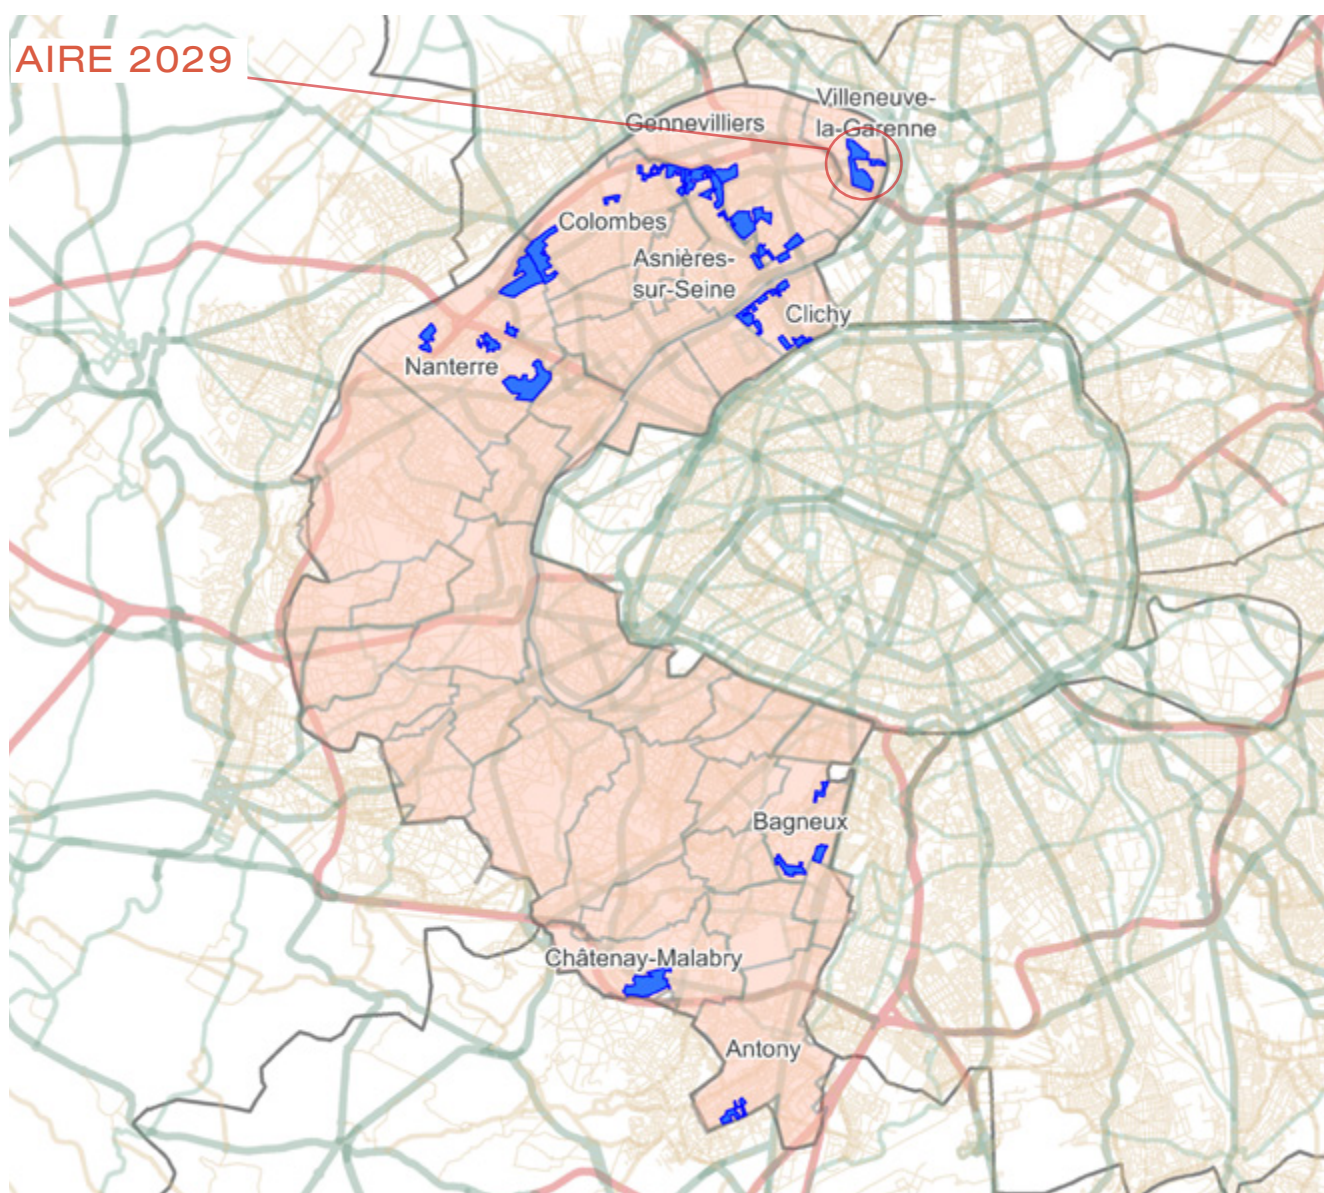 AIRE 2029
Villeneuve-
la-Garenne
Gennevilliers
Colombes
Asnières-
sur-Seine
Clichy
Nanterre
Bagneux
Châtenay-Malabry
Antony